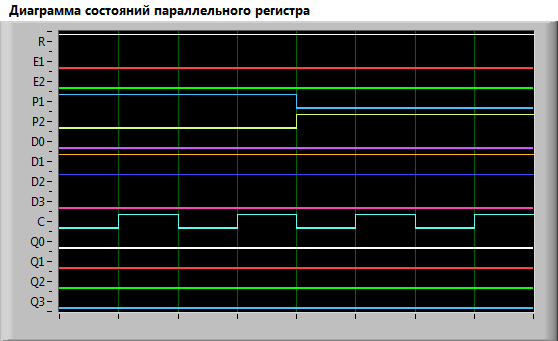 Диаграмма состояний параллельного регистра
R
E1
E2
P1
P2
D0
D1
D2
D3
C
Q0
Q1
Q2
Q3